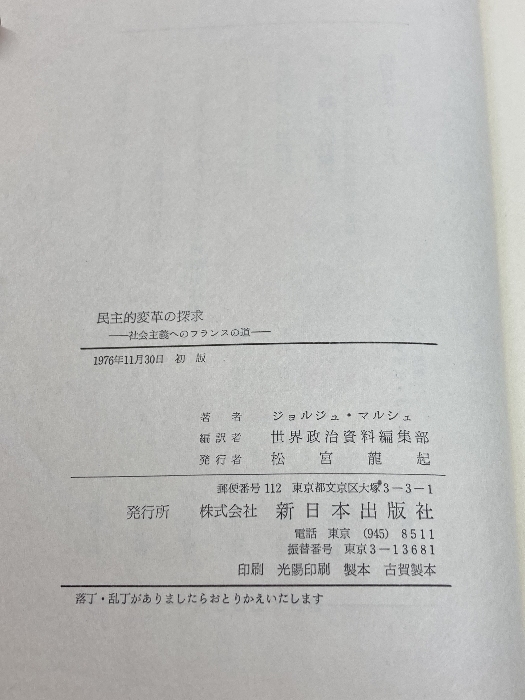 民主的変革の探求
――社会主義へのフランスの道――
1976年11月30日 初 版
著 者 ジョルジュ・マルシェ
編訳者 世界政治資料編集部
発行者 松宮龍起
郵便番号 112 東京都文京区大塚3-3-1
発行所 株式会社 新日本出版社
電話 東京 (945) 8511
振替番号 東京3-13681
印刷 光陽印刷 製本 古賀製本
落丁・乱丁がありましたらおとりかえいたします